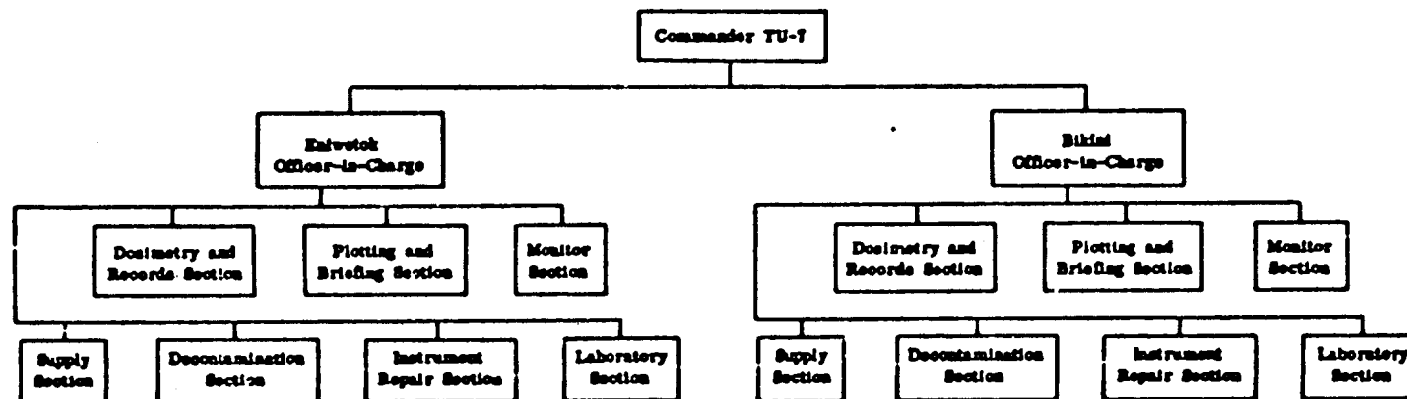 Commander TU-7
Eniwetok
Officer-in-Charge
Bikini
Officer-in-Charge
Dosimetry and
Records Section
Plotting and
Briefing Section
Monitor
Section
Dosimetry and
Records Section
Plotting and
Briefing Section
Monitor
Section
Supply
Section
Decontamination
Section
Instrument
Repair Section
Laboratory
Section
Supply
Section
Decontamination
Section
Instrument
Repair Section
Laboratory
Section